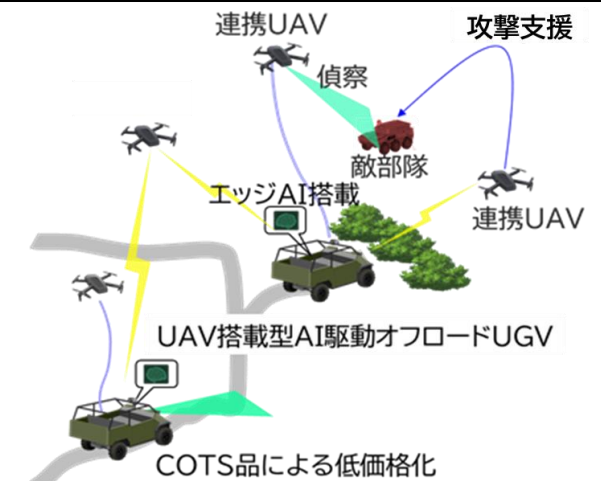 連携UAV
攻撃支援
偵察
敵部隊
エッジAI搭載
連携UAV
UAV搭載型AI駆動オフロードUGV
COTS品による低価格化